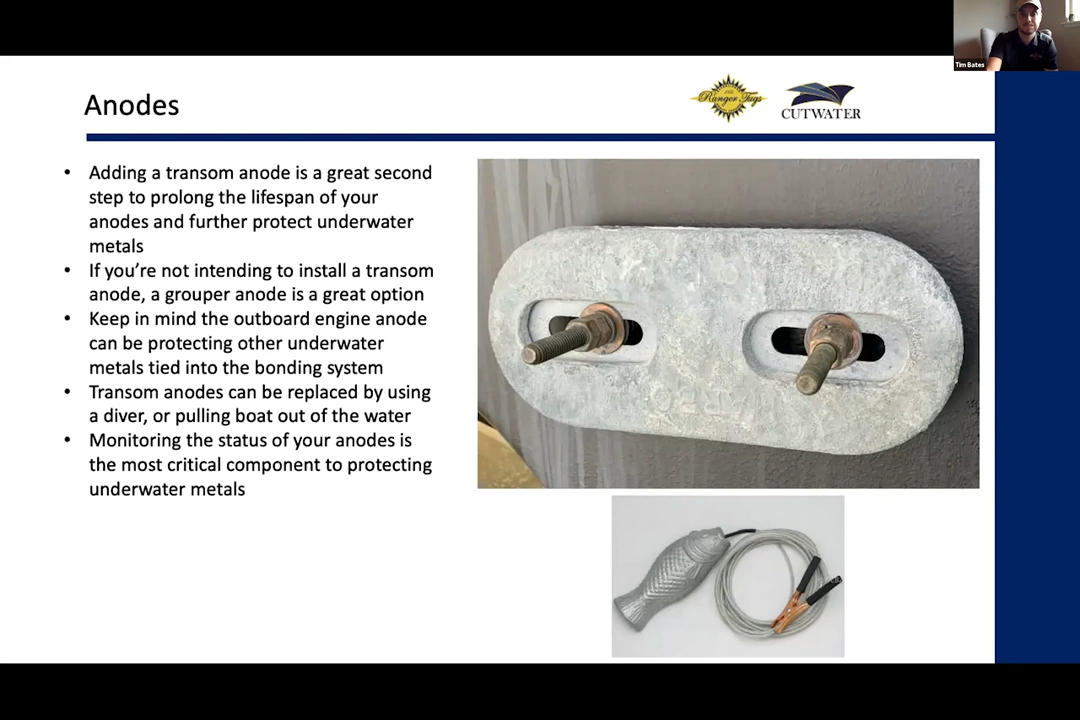 Tim Bates
Anodes
Ranger Tugs
CUTWATER
• Adding a transom anode is a great second
step to prolong the lifespan of your
anodes and further protect underwater
metals
• If you’re not intending to install a transom
anode, a grouper anode is a great option
• Keep in mind the outboard engine anode
can be protecting other underwater
metals tied into the bonding system
• Transom anodes can be replaced by using
a diver, or pulling boat out of the water
• Monitoring the status of your anodes is
the most critical component to protecting
underwater metals